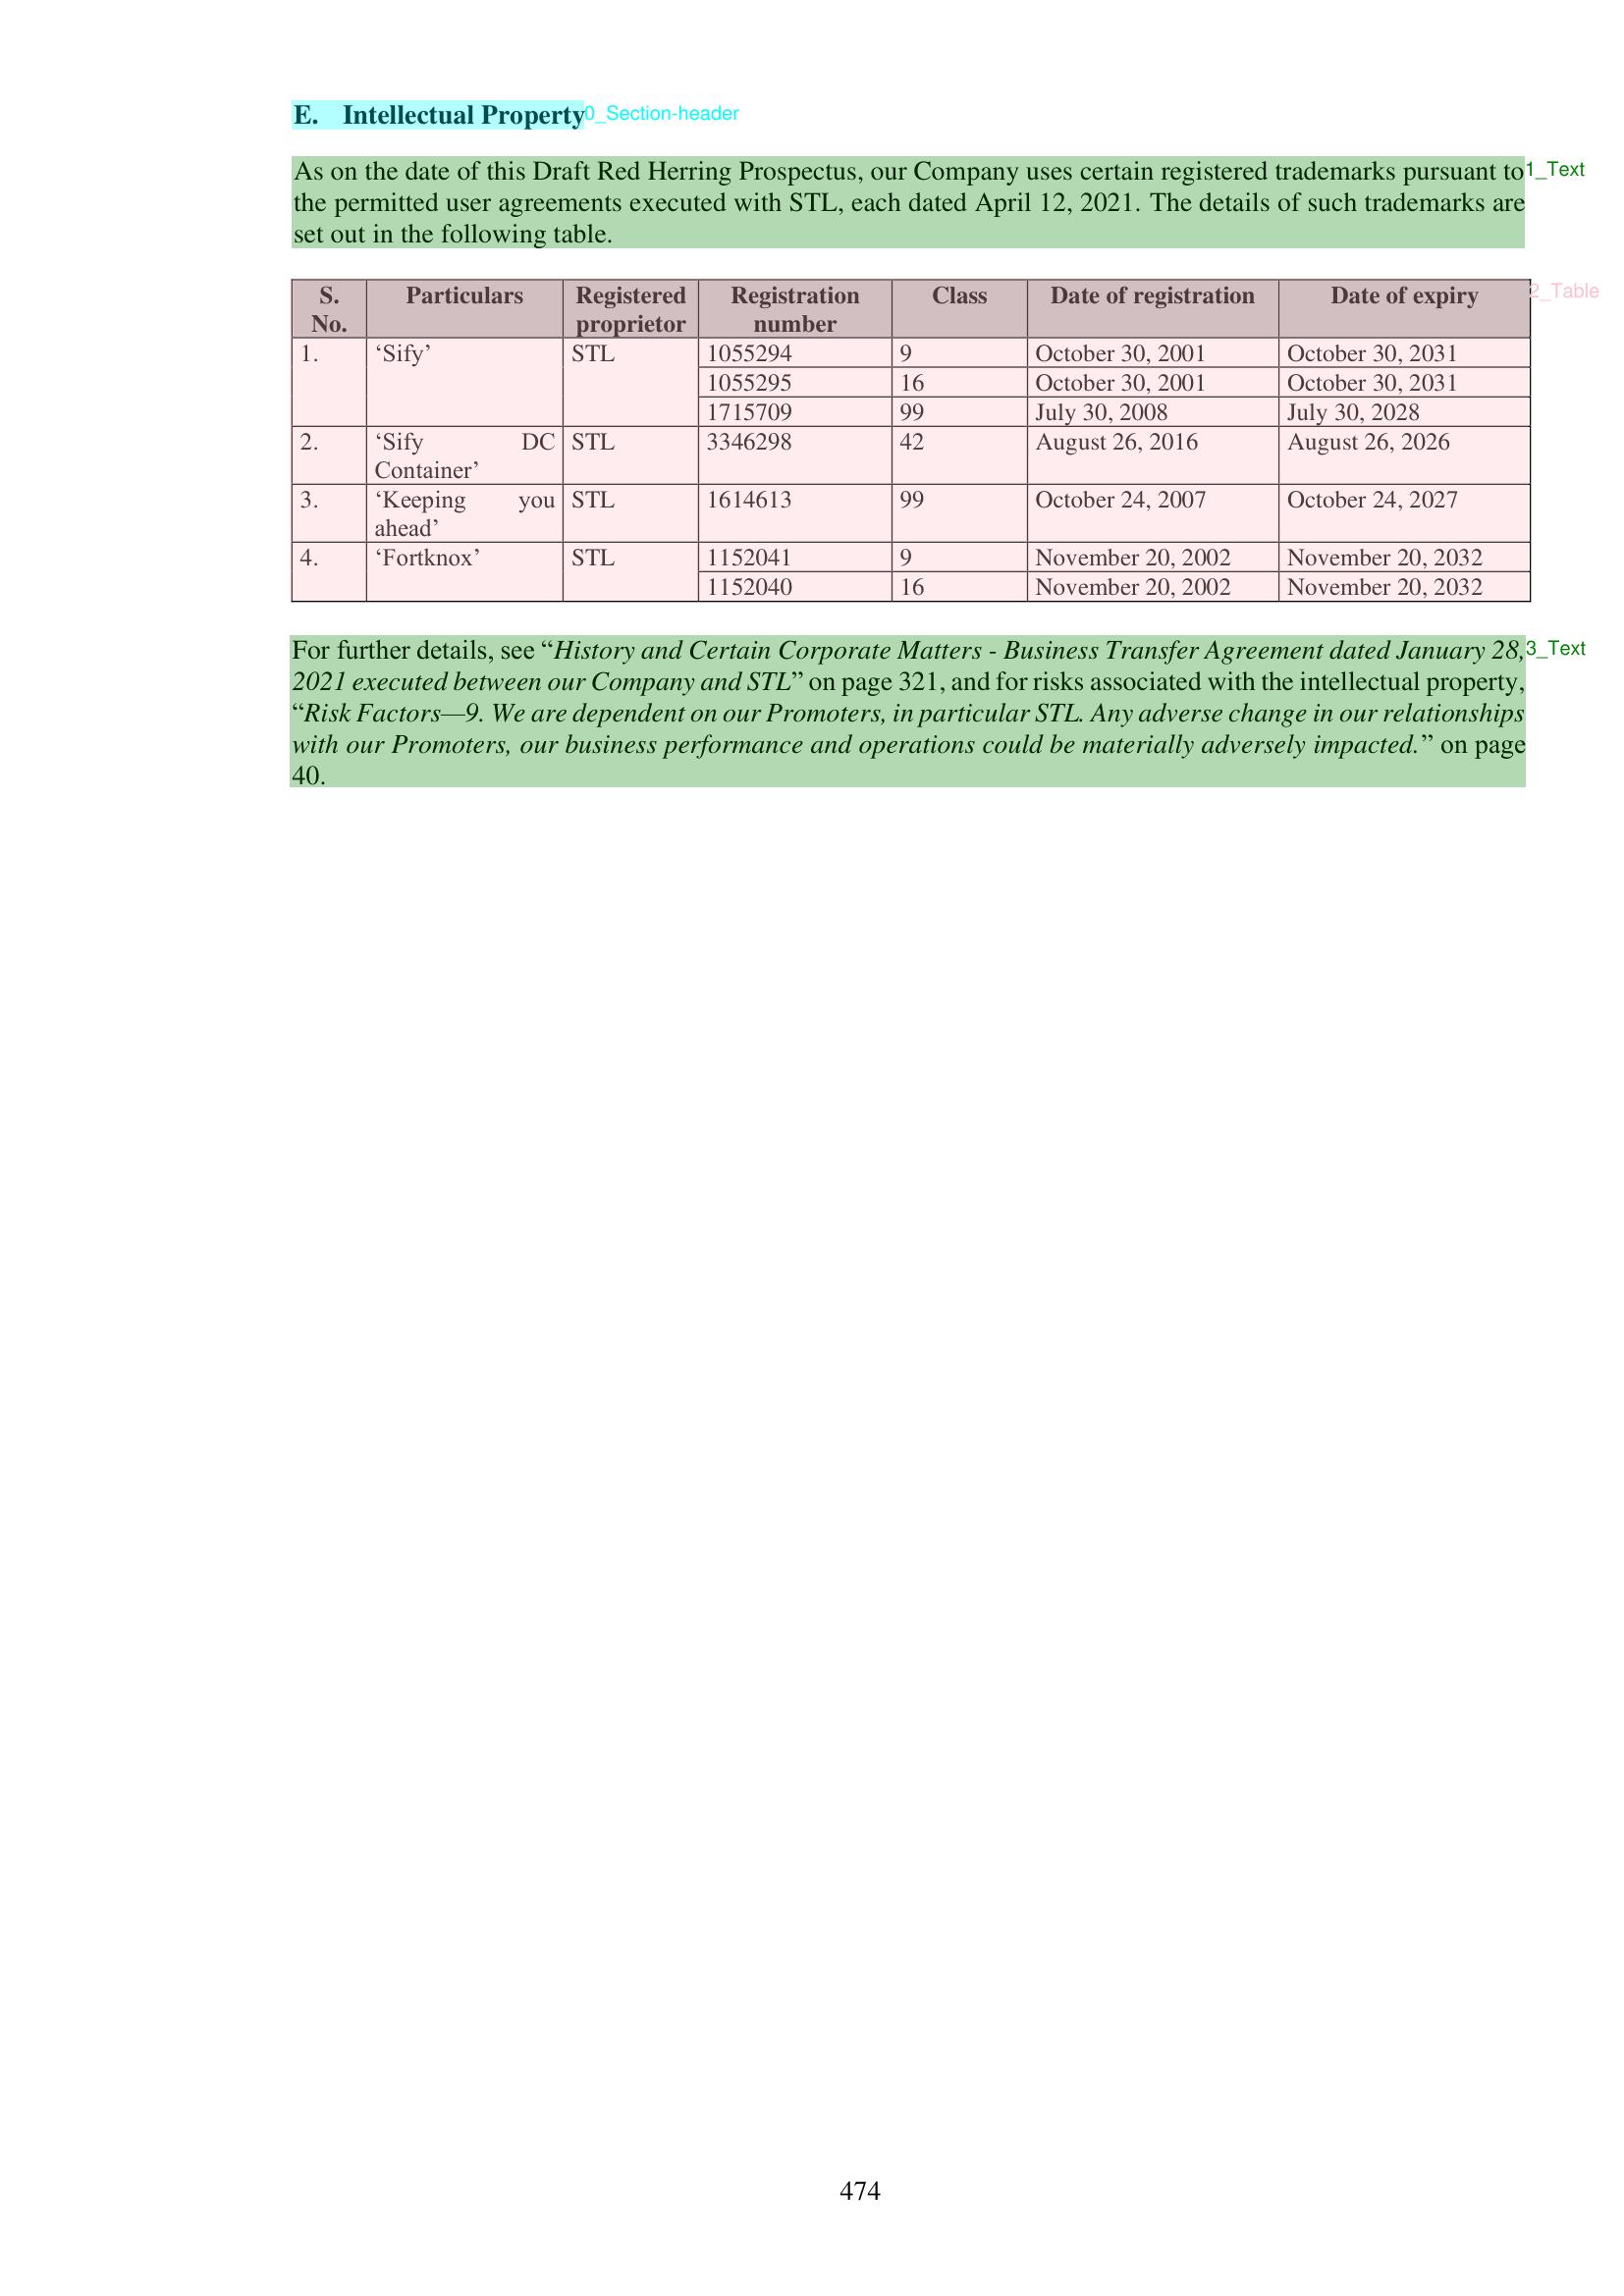 E. Intellectual Property
0_Section-header
As on the date of this Draft Red Herring Prospectus, our Company uses certain registered trademarks pursuant to
1_Text
the permitted user agreements executed with STL, each dated April 12, 2021. The details of such trademarks are
set out in the following table.
2_Table
S. No. Particulars Registered proprietor Registration number Class Date of registration Date of expiry
1. ‘Sify’ STL 1055294 9 October 30, 2001 October 30, 2031
1055295 16 October 30, 2001 October 30, 2031
1715709 99 July 30, 2008 July 30, 2028
2. ‘Sify DC Container’ STL 3346298 42 August 26, 2016 August 26, 2026
3. ‘Keeping you ahead’ STL 1614613 99 October 24, 2007 October 24, 2027
4. ‘Fortknox’ STL 1152041 9 November 20, 2002 November 20, 2032
1152040 16 November 20, 2002 November 20, 2032
For further details, see “History and Certain Corporate Matters - Business Transfer Agreement dated January 28,
3_Text
2021 executed between our Company and STL” on page 321, and for risks associated with the intellectual property,
“Risk Factors—9. We are dependent on our Promoters, in particular STL. Any adverse change in our relationships
with our Promoters, our business performance and operations could be materially adversely impacted.” on page
40.
474